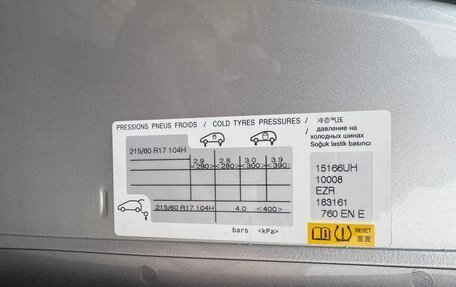 PRESSIONS PNEUS FROIDS / COLD TYRES PRESSURES / 冷态气压
/ давление на
холодных шинах
Soğuk lastik basıncı
215/60 R17 104H
2.9 2.8 3.0 3.9
<290> <280> <300> <390>
15166UH
10008
EZR
183161
760 EN E
215/60 R17 104H 4.0 <400>
bars <kPa>
RESET
重置